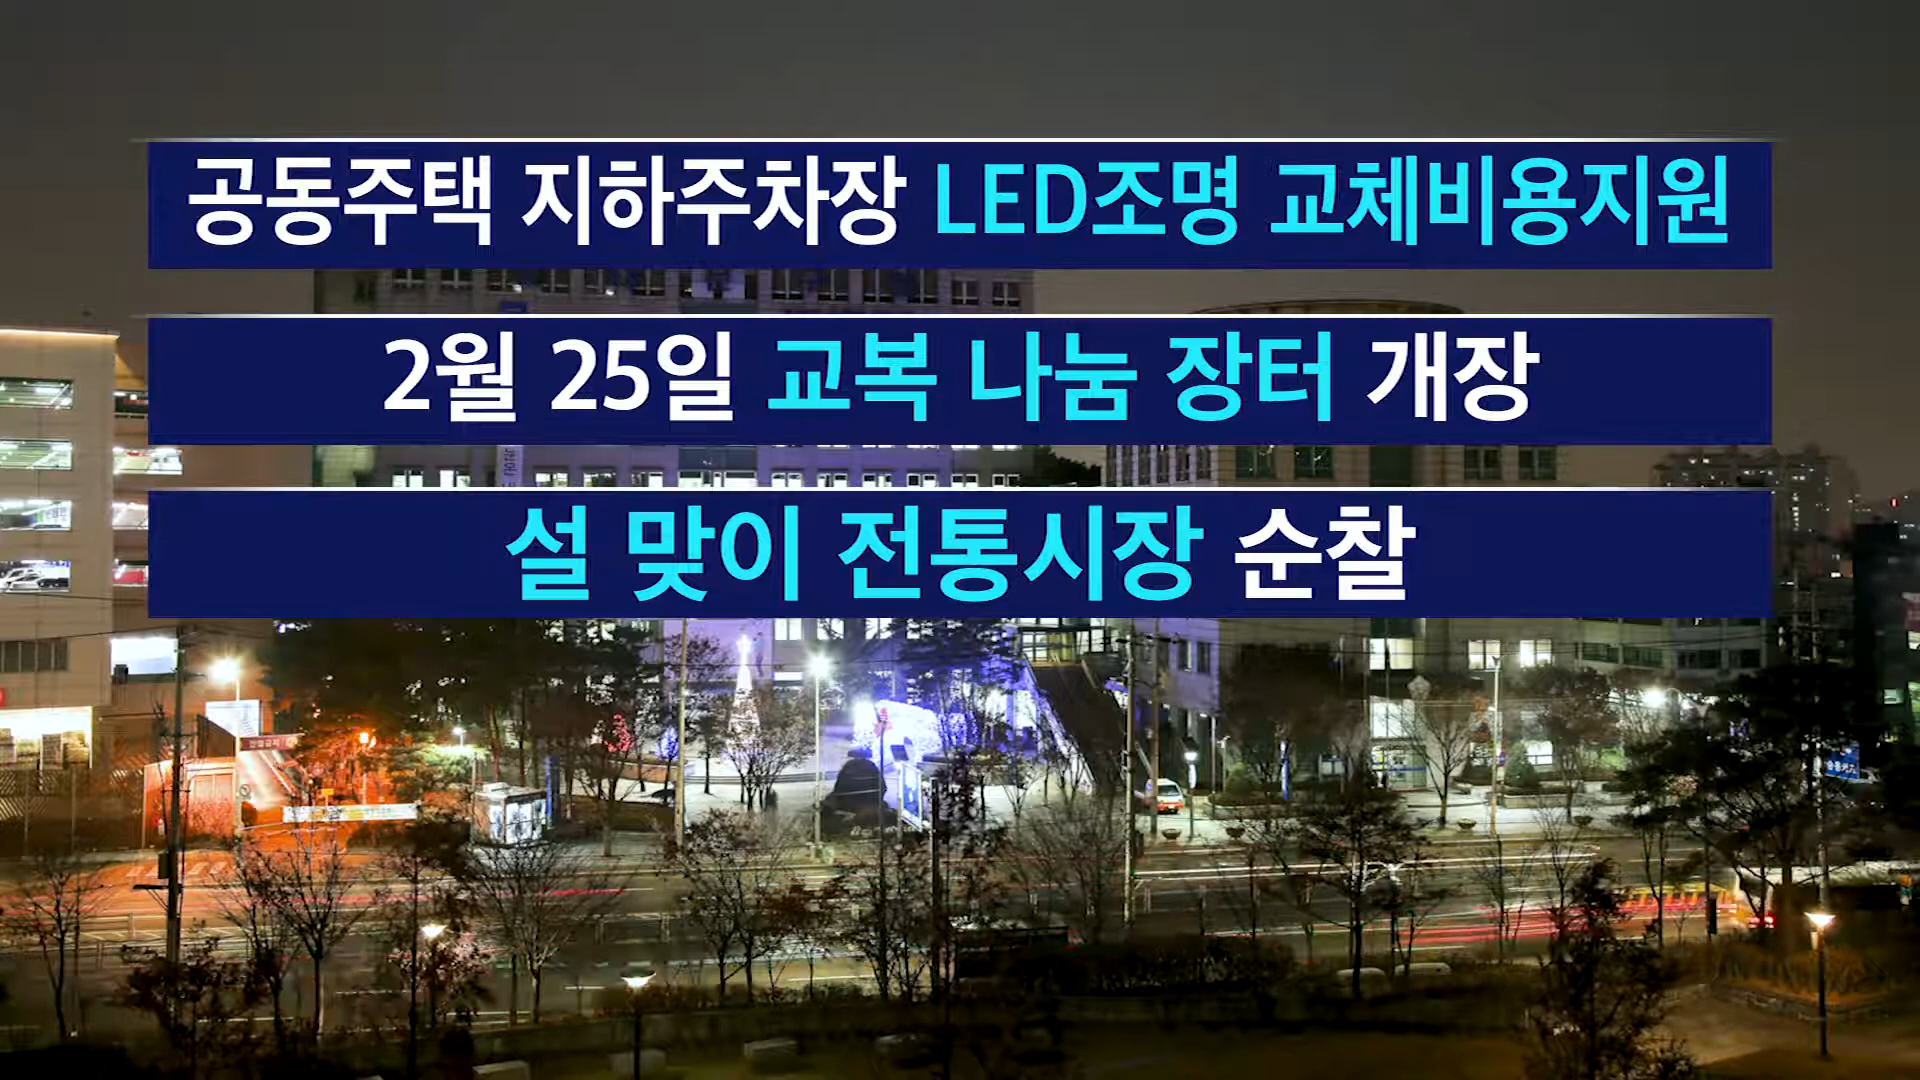 공동주택 지하주차장 LED조명 교체비용지원
2월 25일 교복 나눔 장터 개장
설 맞이 전통시장 순찰